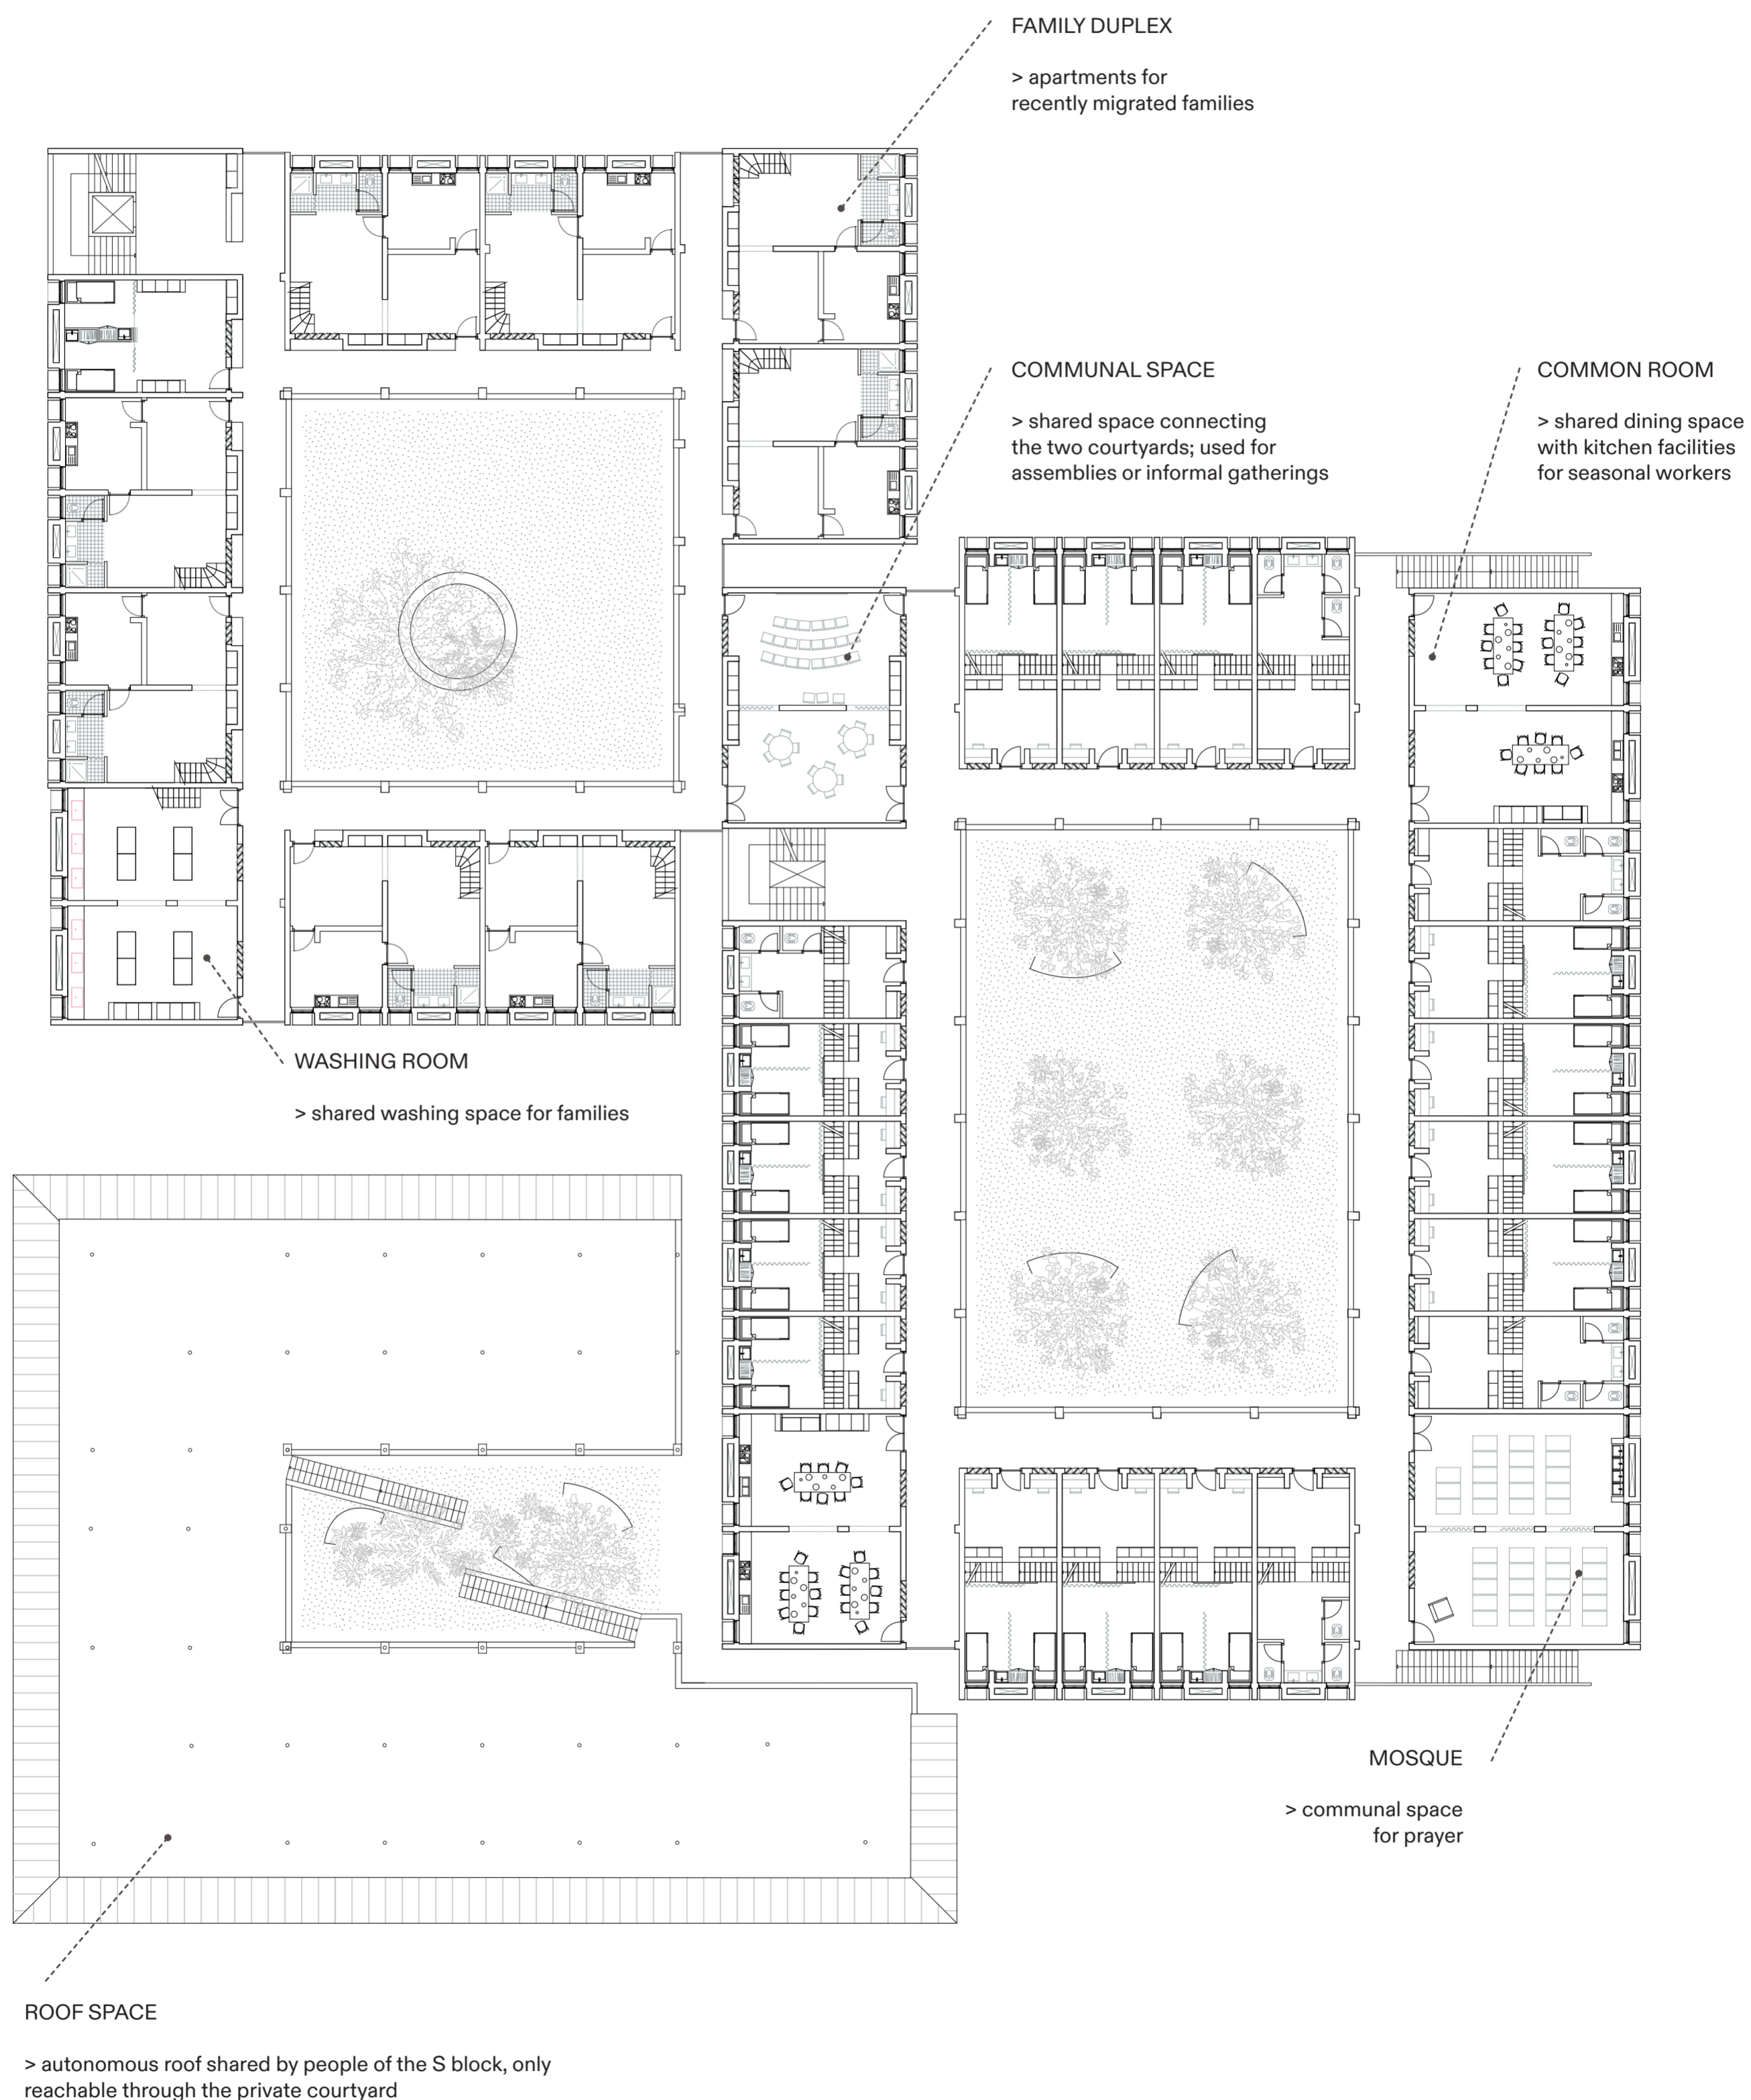 FAMILY DUPLEX
> apartments for
recently migrated families
COMMUNAL SPACE
> shared space connecting
the two courtyards; used for
assemblies or informal gatherings
COMMON ROOM
> shared dining space
with kitchen facilities
for seasonal workers
WASHING ROOM
> shared washing space for families
MOSQUE
> communal space
for prayer
ROOF SPACE
> autonomous roof shared by people of the S block, only
reachable through the private courtyard